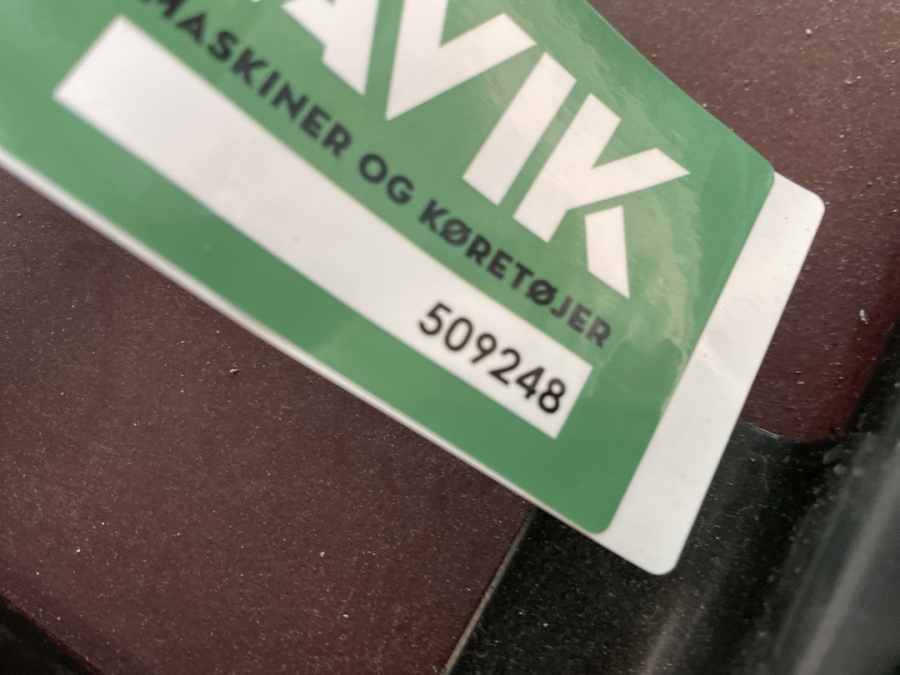 AVIK
MASKINER OG KØRETØJER
509248